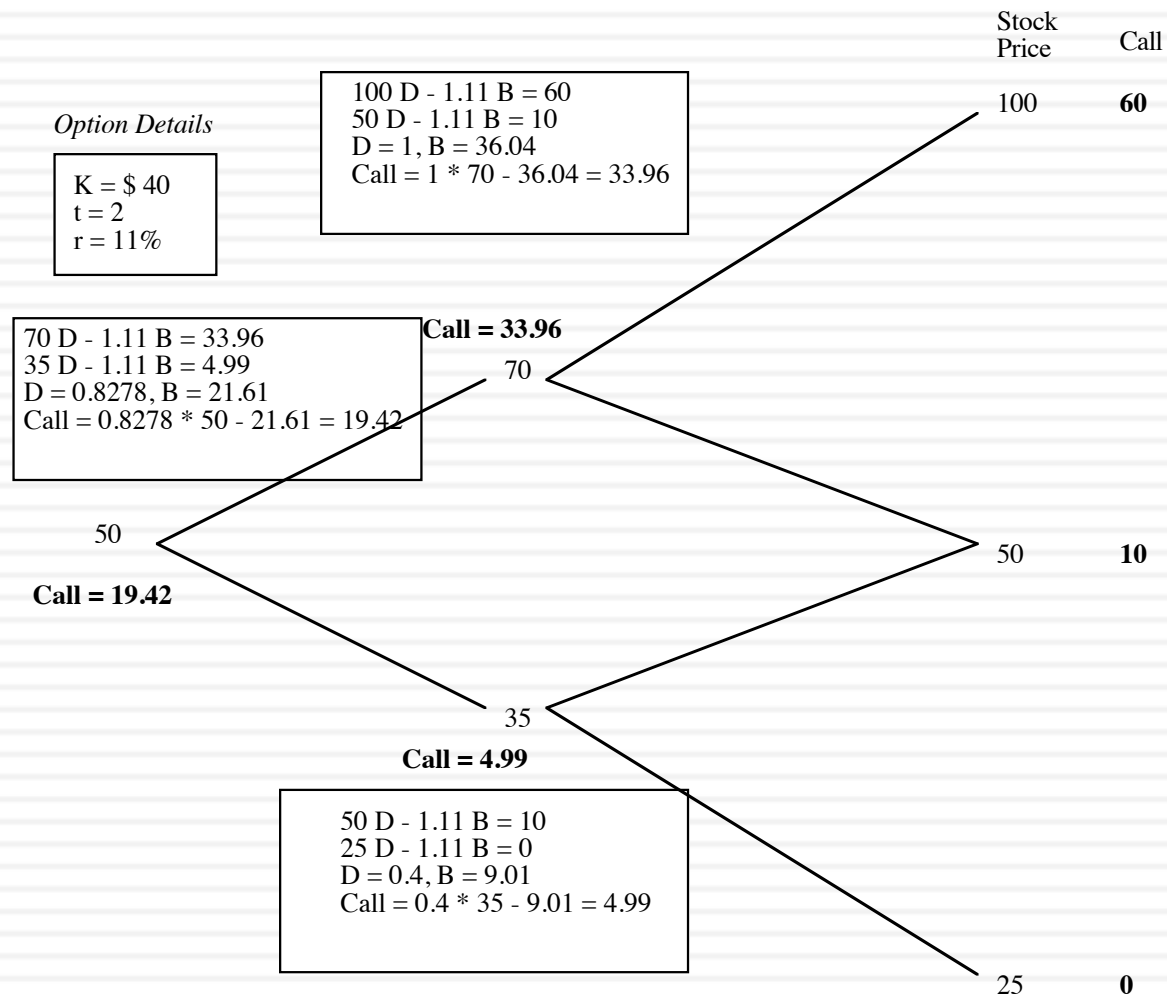 Stock
Price Call
100 D - 1.11 B = 60
50 D - 1.11 B = 10
D = 1, B = 36.04
Call = 1 * 70 - 36.04 = 33.96
100 60
Option Details
K = $ 40
t = 2
r = 11%
70 D - 1.11 B = 33.96
35 D - 1.11 B = 4.99
D = 0.8278, B = 21.61
Call = 0.8278 * 50 - 21.61 = 19.42
Call = 33.96
70
50
Call = 19.42
50 10
35
Call = 4.99
50 D - 1.11 B = 10
25 D - 1.11 B = 0
D = 0.4, B = 9.01
Call = 0.4 * 35 - 9.01 = 4.99
25 0